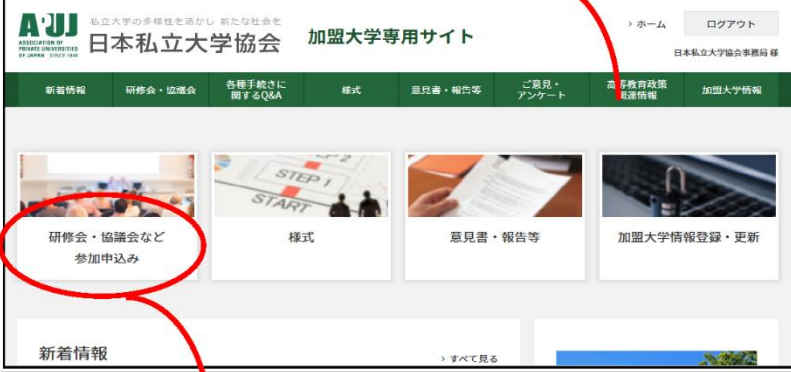 APUJ
ASSOCIATION OF
PRIVATE UNIVERSITIES
OF JAPAN SINCE 1946
私立大学の多様性を活かし 新たな社会を
日本私立大学協会
加盟大学専用サイト
> ホーム
ログアウト
日本私立大学協会事務局 様
新着情報
研修会・協議会
各種手続きに
関するQ&A
様式
意見書・報告等
ご意見・
アンケート
高等教育政策
関連情報
加盟大学情報
STEP 1
START
研修会・協議会など
参加申込み
様式
意見書・報告等
加盟大学情報登録・更新
新着情報
> すべて見る